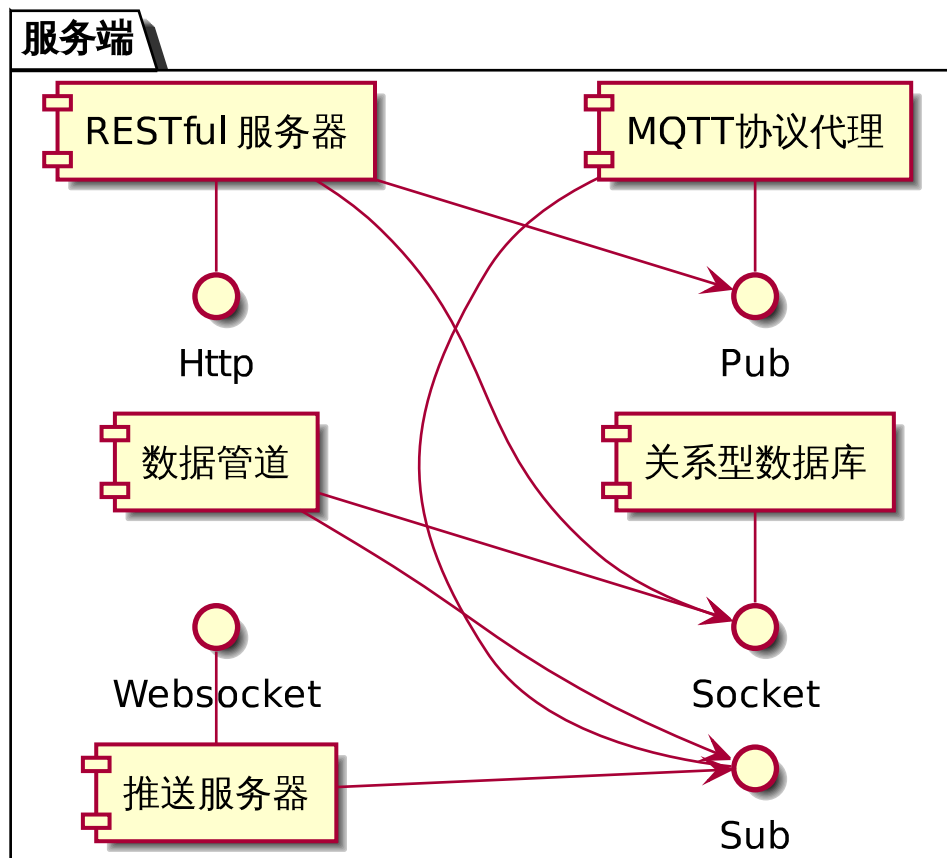 服务端
RESTful 服务器
MQTT协议代理
Http
Pub
数据管道
关系型数据库
Websocket
Socket
推送服务器
Sub